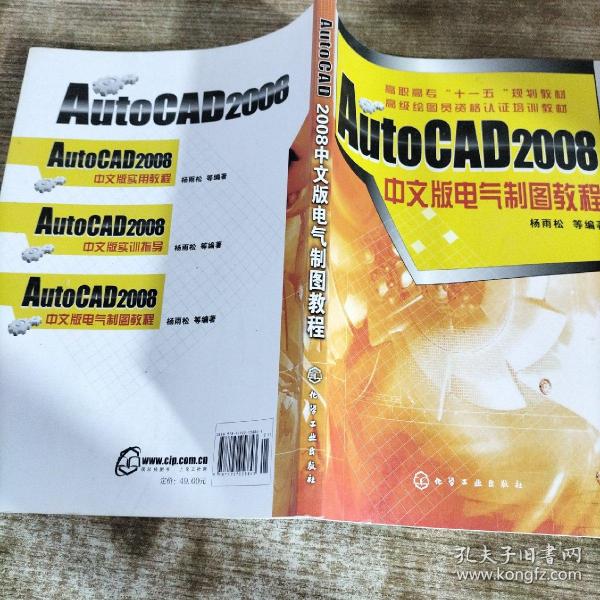 AutoCAD2008
AutoCAD2008
中文版实用教程
杨雨松 等编著
AutoCAD2008
中文版实训指导
杨雨松 等编著
AutoCAD2008
中文版电气制图教程
杨雨松 等编著
www.cip.com.cn
定价：49.00元
AutoCAD 2008中文版电气制图教程
化学工业出版社
高职高专“十一五”规划教材
高级绘图员资格认证培训教材
AutoCAD2008
中文版电气制图教程
杨雨松 等编著
化学工业出版社
孔夫子旧书网
www.kongfz.com